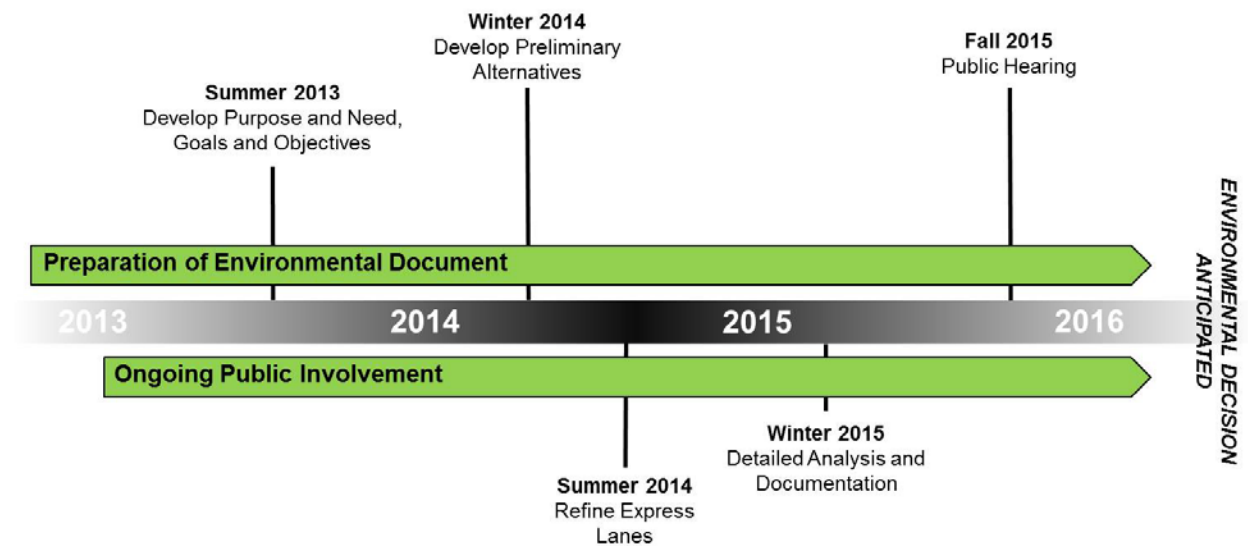 Winter 2014
Develop Preliminary
Alternatives
Fall 2015
Public Hearing
Summer 2013
Develop Purpose and Need,
Goals and Objectives
Preparation of Environmental Document
2013 2014 2015 2016
Ongoing Public Involvement
Winter 2015
Detailed Analysis and
Documentation
Summer 2014
Refine Express
Lanes
ENVIRONMENTAL DECISION
ANTICIPATED